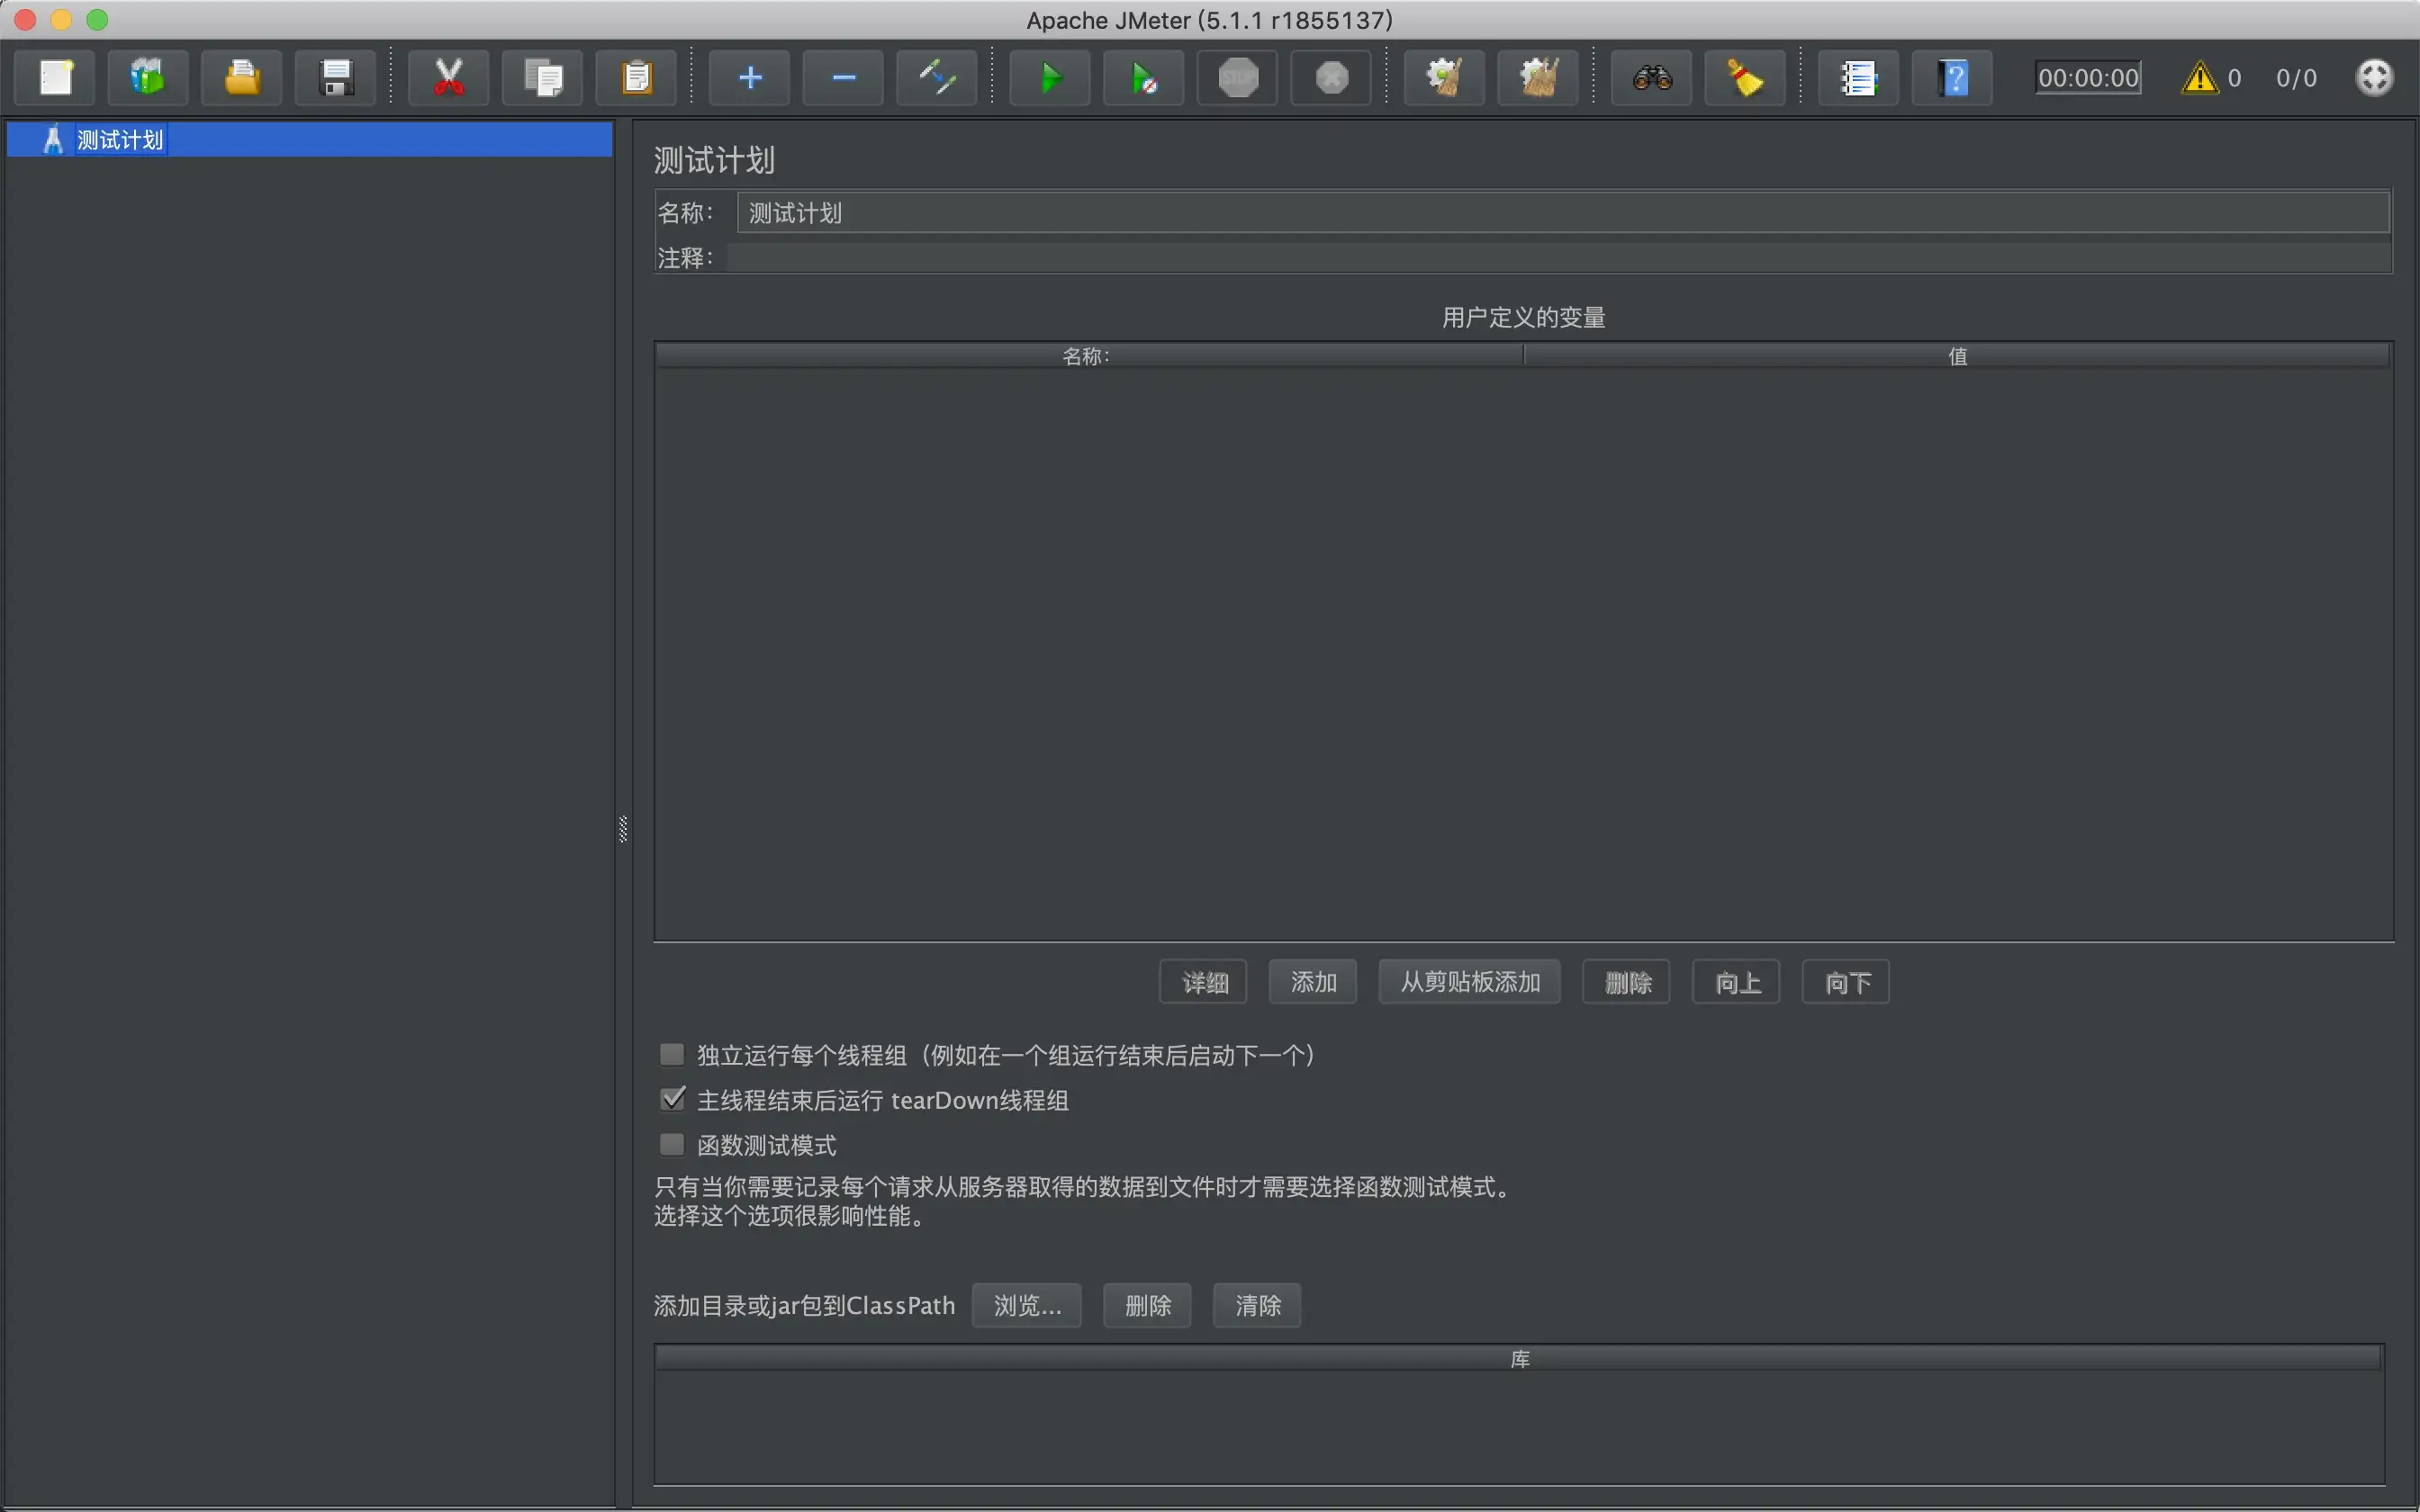 Apache JMeter (5.1.1 r1855137)
STOP
?
00:00:00
! 0
0/0
测试计划
测试计划
名称：
测试计划
注释：
用户定义的变量
名称: 值
详细 添加 从剪贴板添加 删除 向上 向下
独立运行每个线程组（例如在一个组运行结束后启动下一个）
主线程结束后运行 tearDown线程组
函数测试模式
只有当你需要记录每个请求从服务器取得的数据到文件时才需要选择函数测试模式。
选择这个选项很影响性能。
添加目录或jar包到ClassPath 浏览... 删除 清除
库